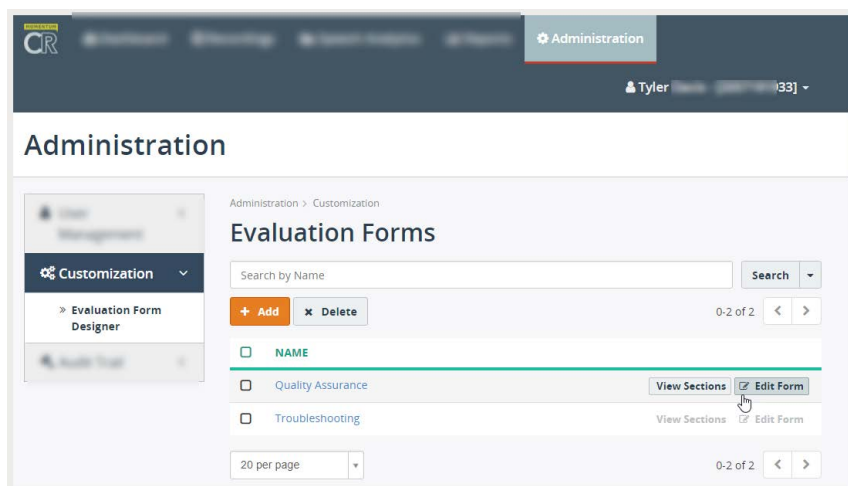 MOMENTUM
CR
Administration
Tyler
33]
Administration
Administration > Customization
Evaluation Forms
Customization
Search by Name
Search
» Evaluation Form
Designer
+ Add
x Delete
0-2 of 2 < >
NAME
Quality Assurance
View Sections
Edit Form
Troubleshooting
View Sections
Edit Form
20 per page
0-2 of 2 < >